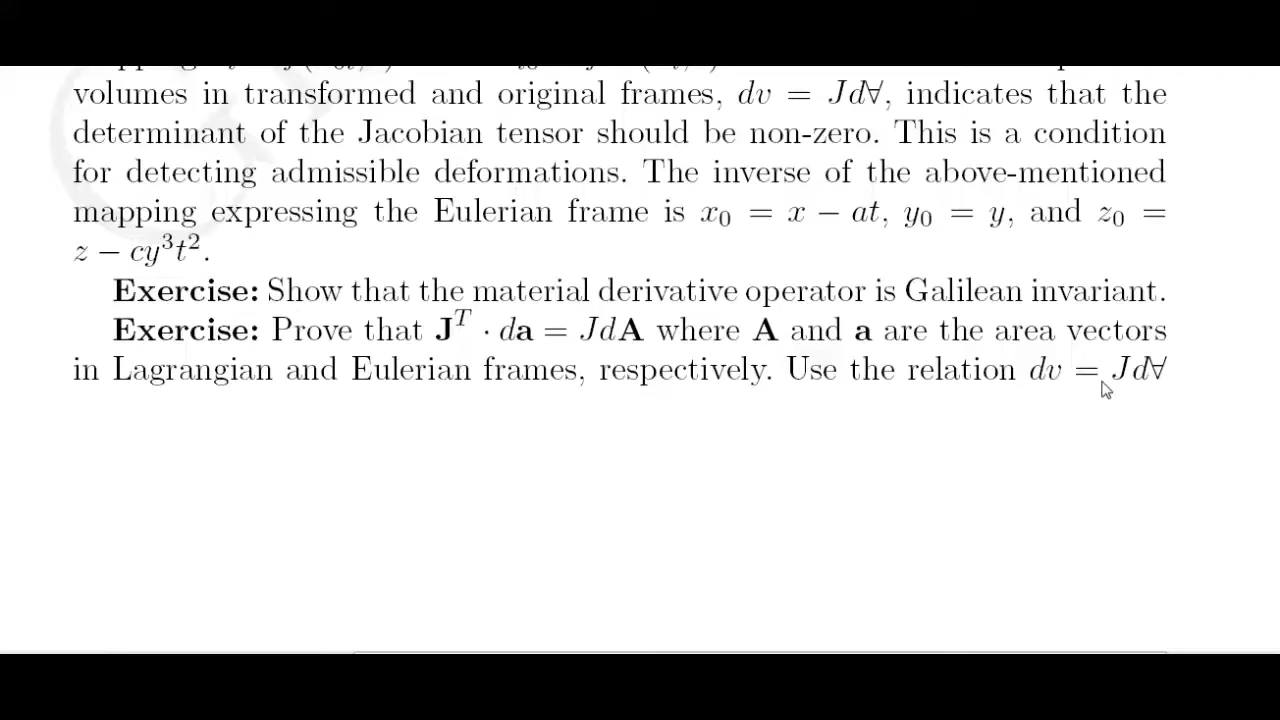 volumes in transformed and original frames, dv = Jd∀, indicates that the
determinant of the Jacobian tensor should be non-zero. This is a condition
for detecting admissible deformations. The inverse of the above-mentioned
mapping expressing the Eulerian frame is x₀ = x − at, y₀ = y, and z₀ =
z − cy³t².
Exercise: Show that the material derivative operator is Galilean invariant.
Exercise: Prove that Jᵀ · da = JdA where A and a are the area vectors
in Lagrangian and Eulerian frames, respectively. Use the relation dv = Jd∀